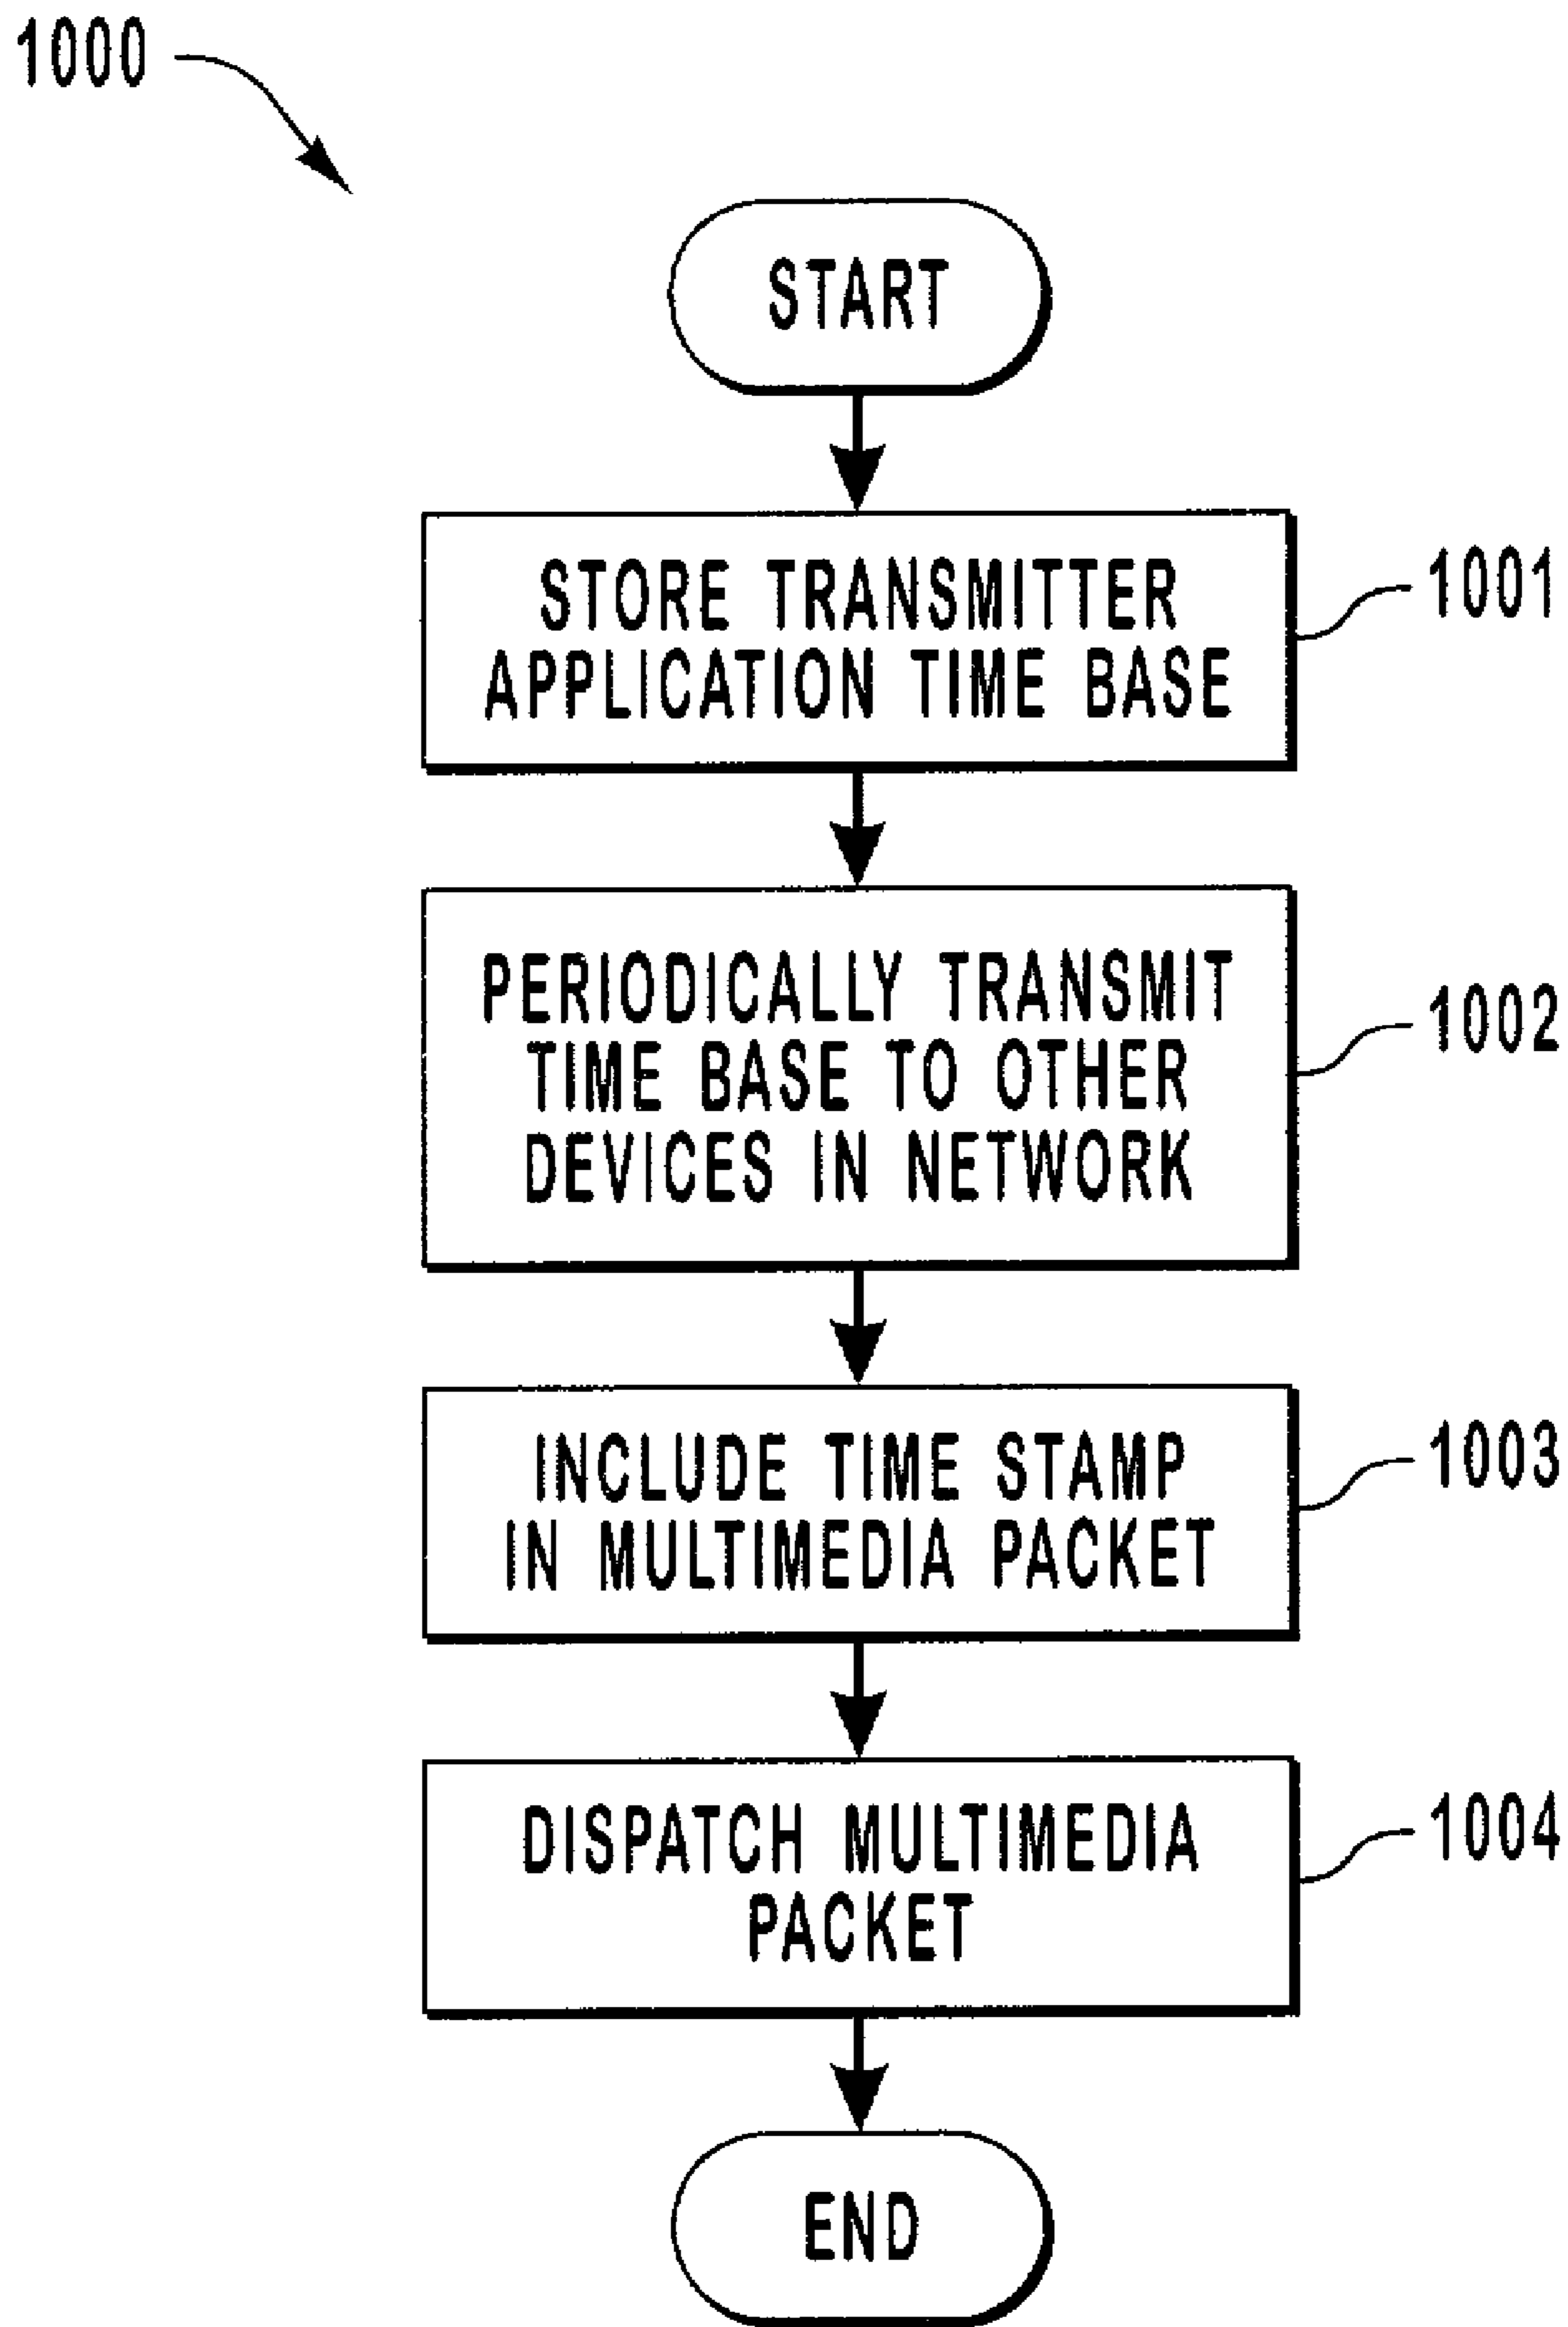 1000
START
STORE TRANSMITTER
APPLICATION TIME BASE
1001
PERIODICALLY TRANSMIT
TIME BASE TO OTHER
DEVICES IN NETWORK
1002
INCLUDE TIME STAMP
IN MULTIMEDIA PACKET
1003
DISPATCH MULTIMEDIA
PACKET
1004
END